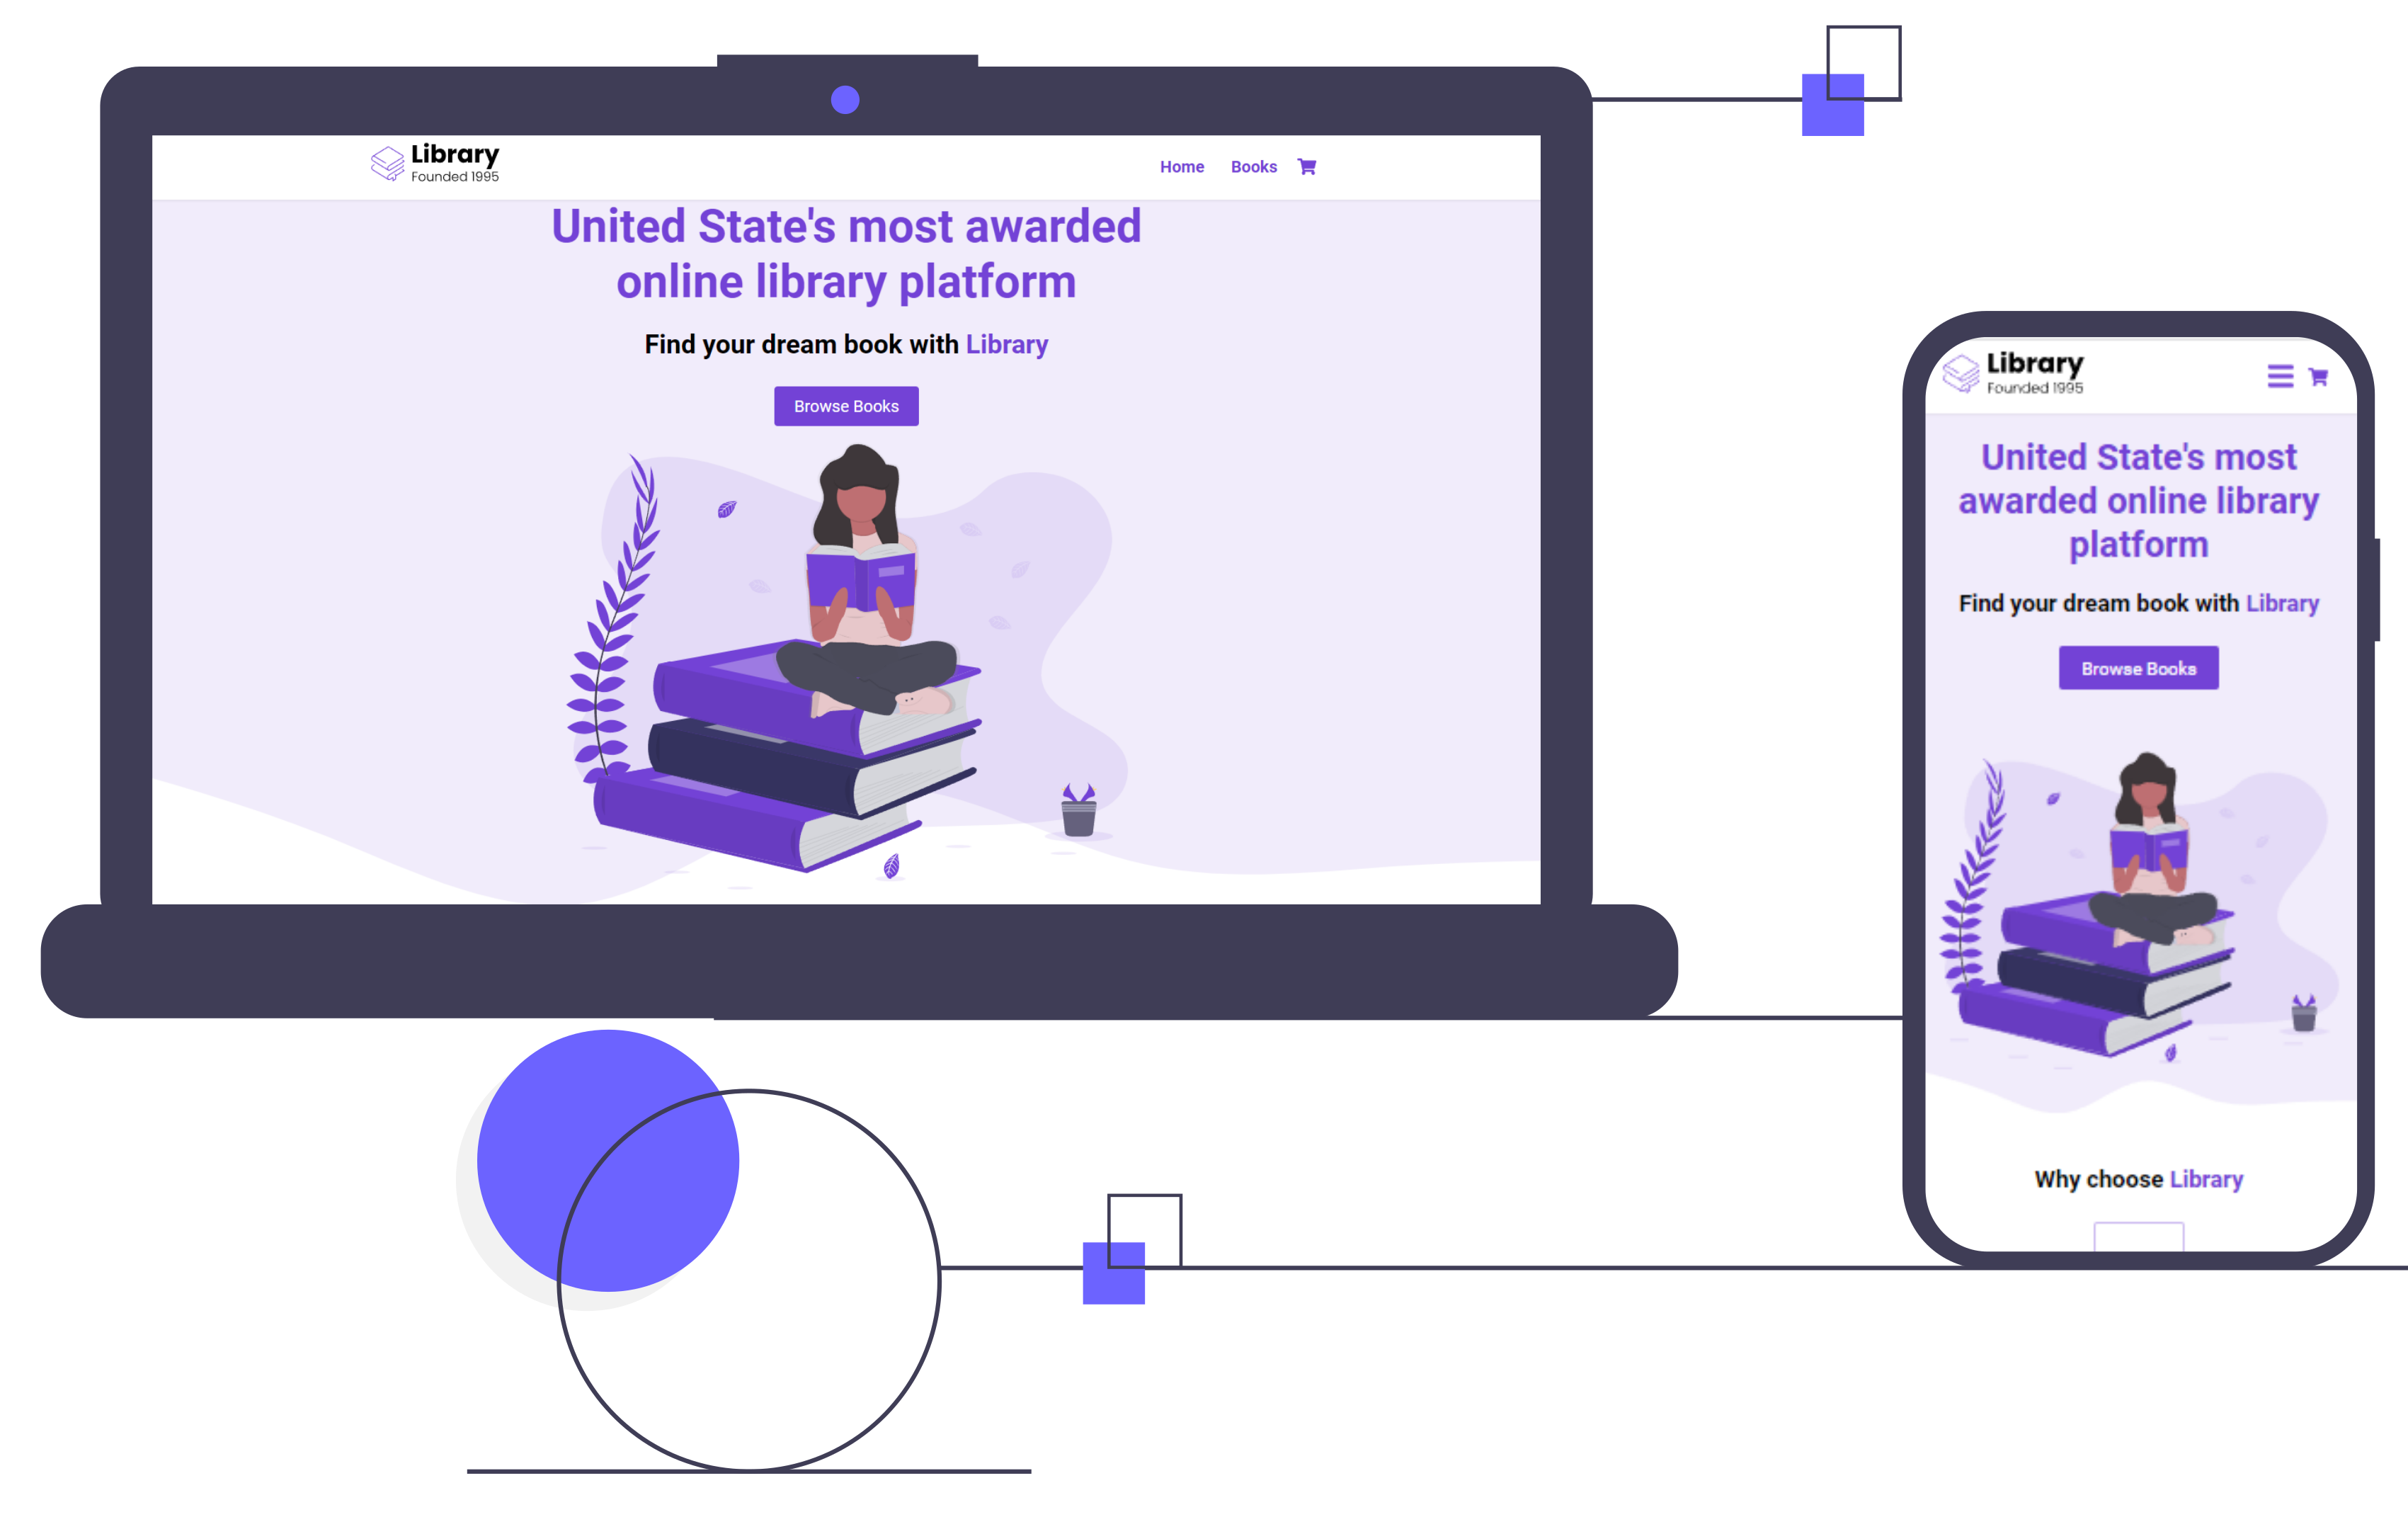 Library
Founded 1995
Home Books
United State's most awarded
online library platform
Find your dream book with Library
Browse Books
Library
Founded 1995
United State's most
awarded online library
platform
Find your dream book with Library
Browse Books
Why choose Library